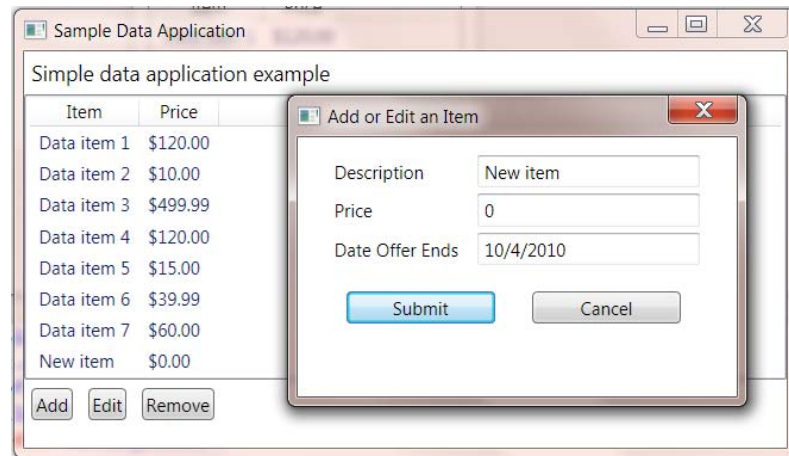 Sample Data Application
Simple data application example
Item Price
Data item 1 $120.00
Data item 2 $10.00
Data item 3 $499.99
Data item 4 $120.00
Data item 5 $15.00
Data item 6 $39.99
Data item 7 $60.00
New item $0.00
Add Edit Remove
Add or Edit an Item
Description New item
Price 0
Date Offer Ends 10/4/2010
Submit Cancel